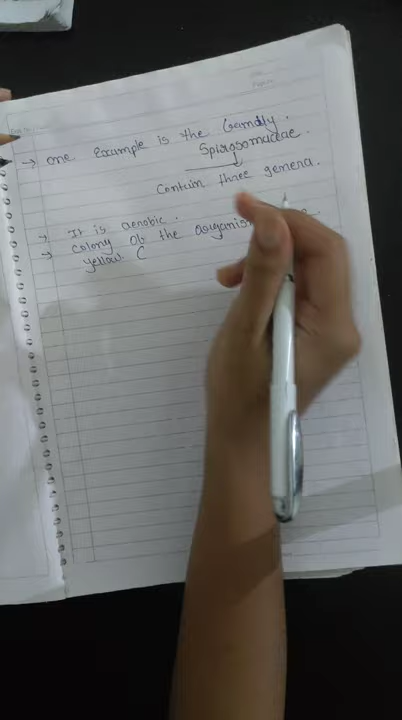 → one Example is the family.
Spirosomaceae.
Contain three genera.
→ It is aerobic.
→ colony of the organism
yellow C